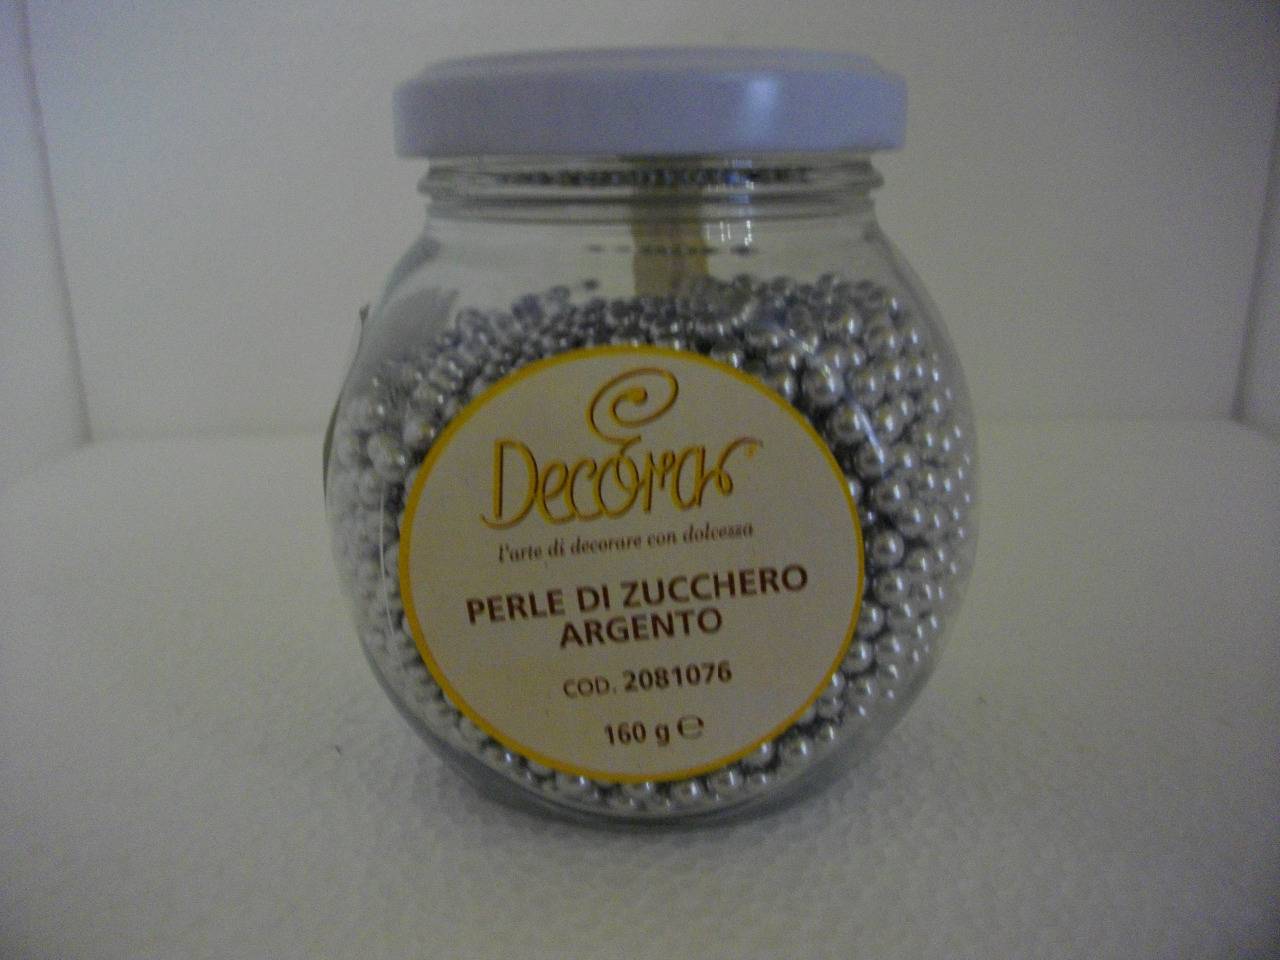 Decora
l'arte di decorare con dolcezza
PERLE DI ZUCCHERO
ARGENTO
COD. 2081076
160 g ℮